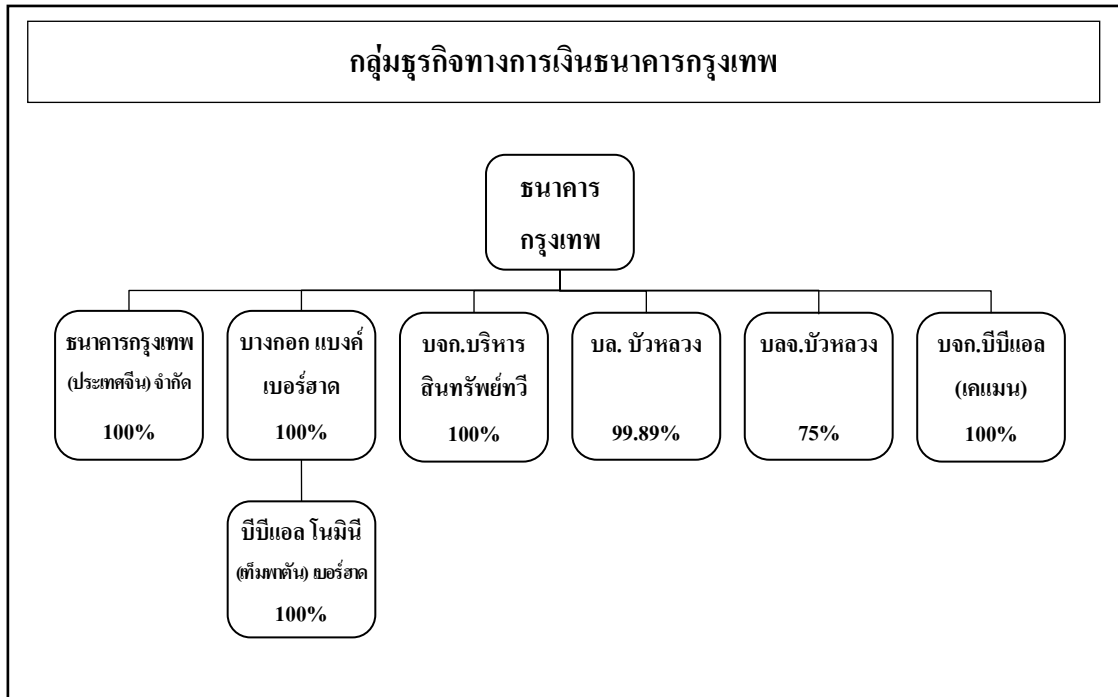 กลุ่มธุรกิจทางการเงินธนาคารกรุงเทพ
ธนาคาร
กรุงเทพ
ธนาคารกรุงเทพ
(ประเทศจีน) จำกัด
100%
บางกอก แบงค์
เบอร์ฮาด
100%
บจก.บริหาร
สินทรัพย์ทวี
100%
บล. บัวหลวง
99.89%
บลจ.บัวหลวง
75%
บจก.บีบีแอล
(เคแมน)
100%
บีบีแอล โนมินี
(เท็มพาตัน) เบอร์ฮาด
100%